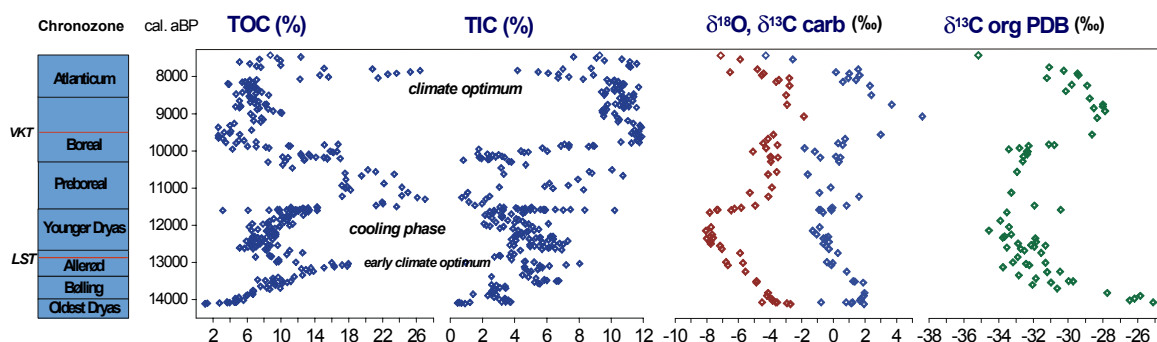 Chronozone cal. aBP TOC (%) TIC (%) δ¹⁸O, δ¹³C carb (‰) δ¹³C org PDB (‰)
Atlanticum
VKT
Boreal
Preboreal
Younger Dryas
LST
Allerød
Bølling
Oldest Dryas
8000
9000
10000
11000
12000
13000
14000
climate optimum
cooling phase
early climate optimum
2 6 10 14 18 22 26
0 2 4 6 8 10 12
-10 -8 -6 -4 -2 0 2 4
-38 -36 -34 -32 -30 -28 -26